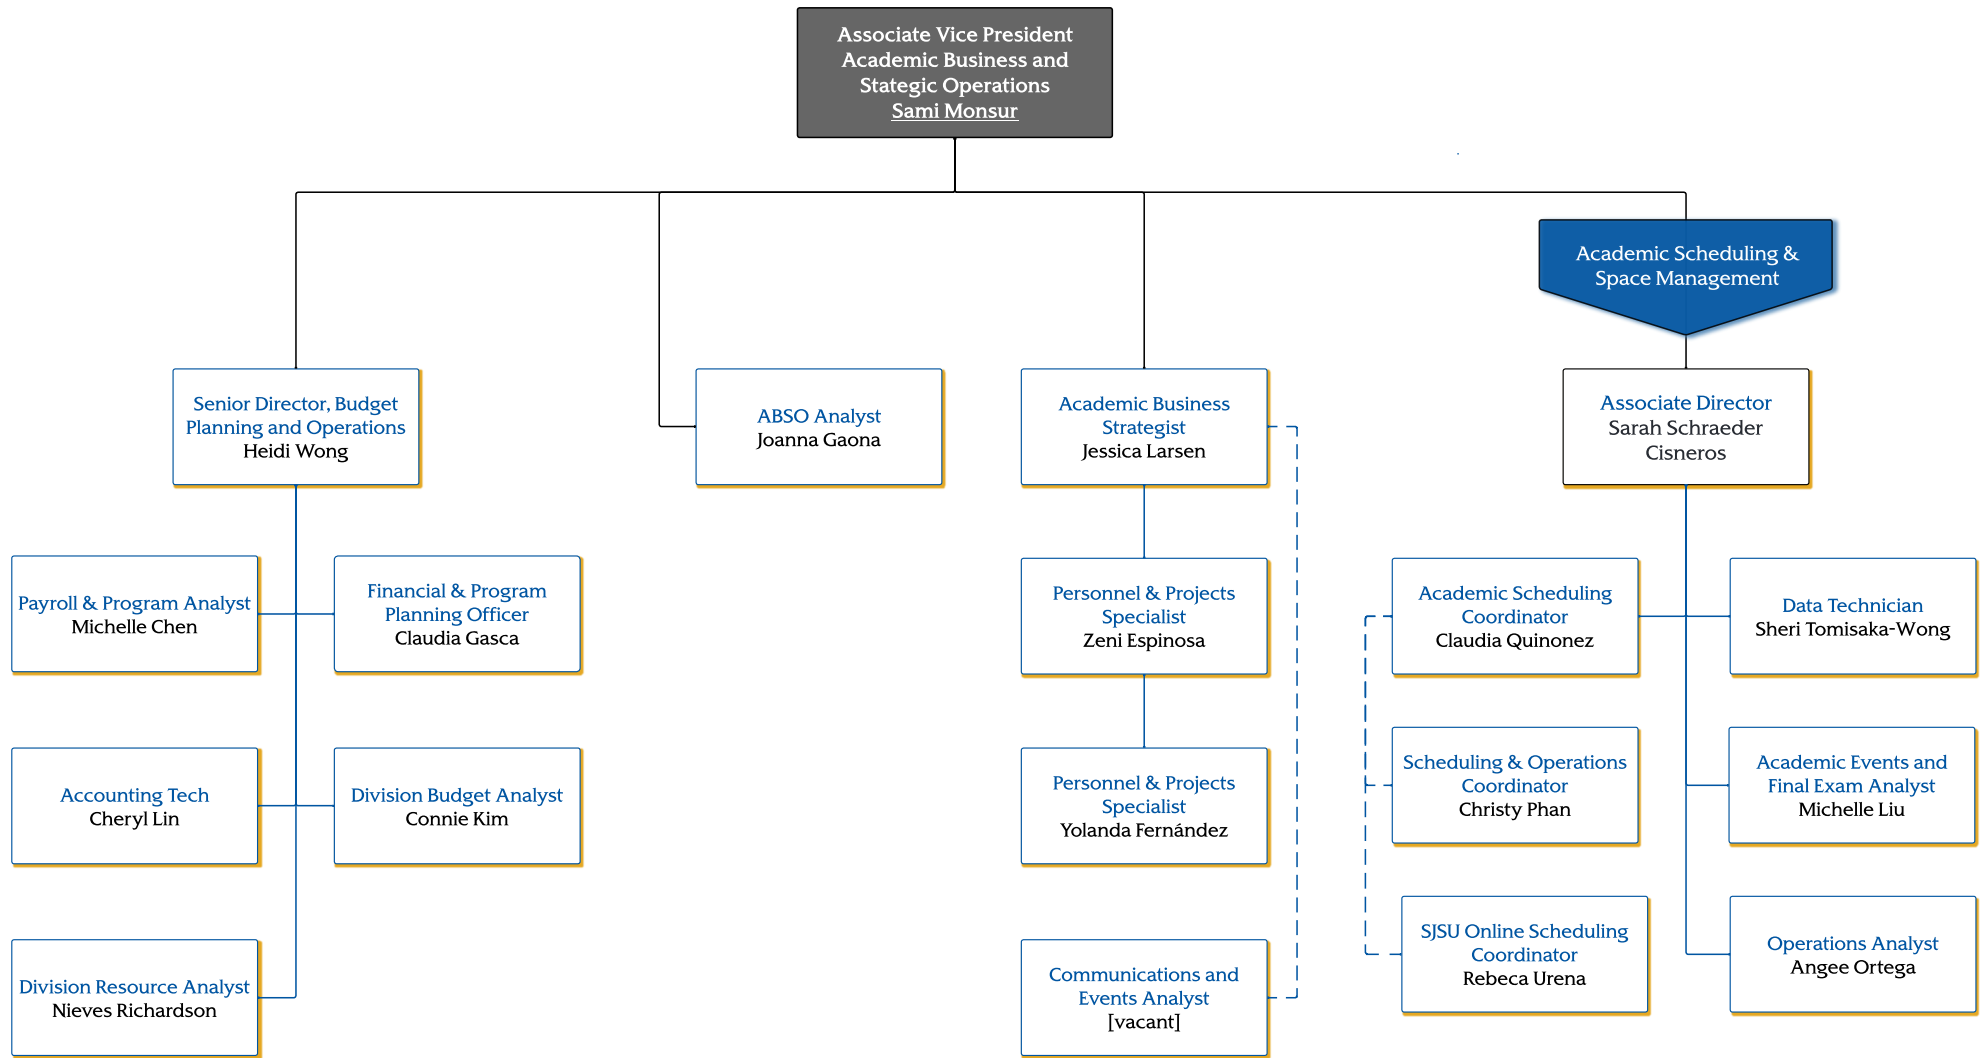 Associate Vice President
Academic Business and
Stategic Operations
Sami Monsur
Academic Scheduling &
Space Management
Senior Director, Budget
Planning and Operations
Heidi Wong
ABSO Analyst
Joanna Gaona
Academic Business
Strategist
Jessica Larsen
Associate Director
Sarah Schraeder
Cisneros
Payroll & Program Analyst
Michelle Chen
Financial & Program
Planning Officer
Claudia Gasca
Personnel & Projects
Specialist
Zeni Espinosa
Academic Scheduling
Coordinator
Claudia Quinonez
Data Technician
Sheri Tomisaka-Wong
Accounting Tech
Cheryl Lin
Division Budget Analyst
Connie Kim
Personnel & Projects
Specialist
Yolanda Fernández
Scheduling & Operations
Coordinator
Christy Phan
Academic Events and
Final Exam Analyst
Michelle Liu
Division Resource Analyst
Nieves Richardson
Communications and
Events Analyst
[vacant]
SJSU Online Scheduling
Coordinator
Rebeca Urena
Operations Analyst
Angee Ortega